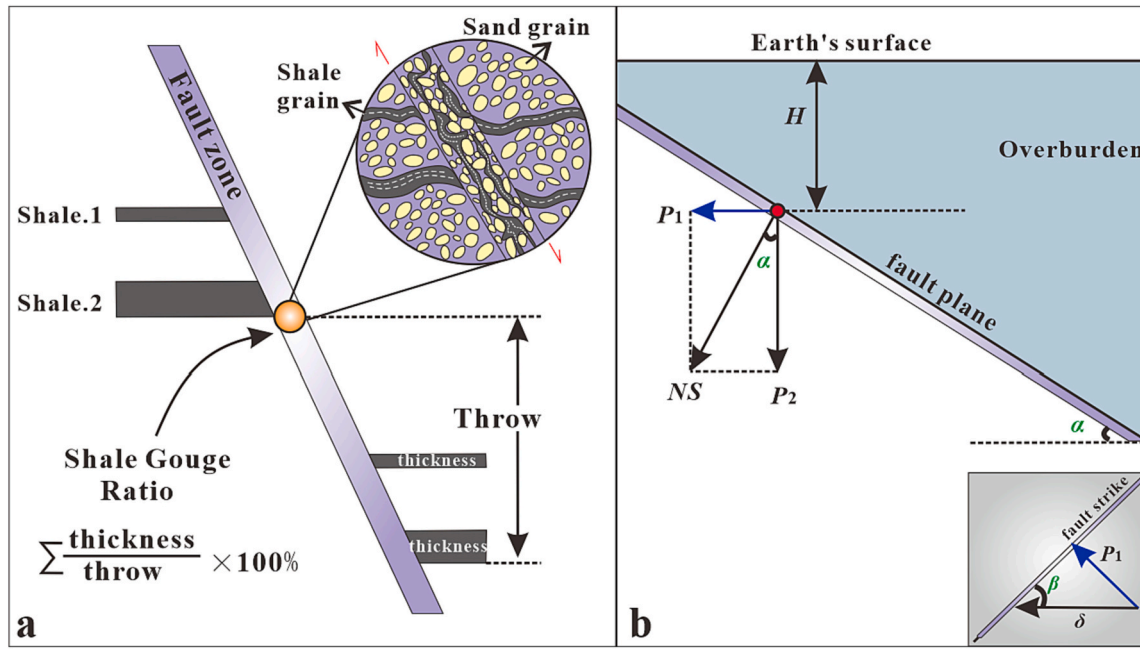 Fault zone
Sand grain
Shale
grain
Shale.1
Shale.2
Throw
thickness
thickness
Shale Gouge
Ratio
∑ thickness
throw
×100%
a
Earth's surface
H
Overburden
P₁
α
fault plane
NS
P₂
α
fault strike
P₁
β
δ
b